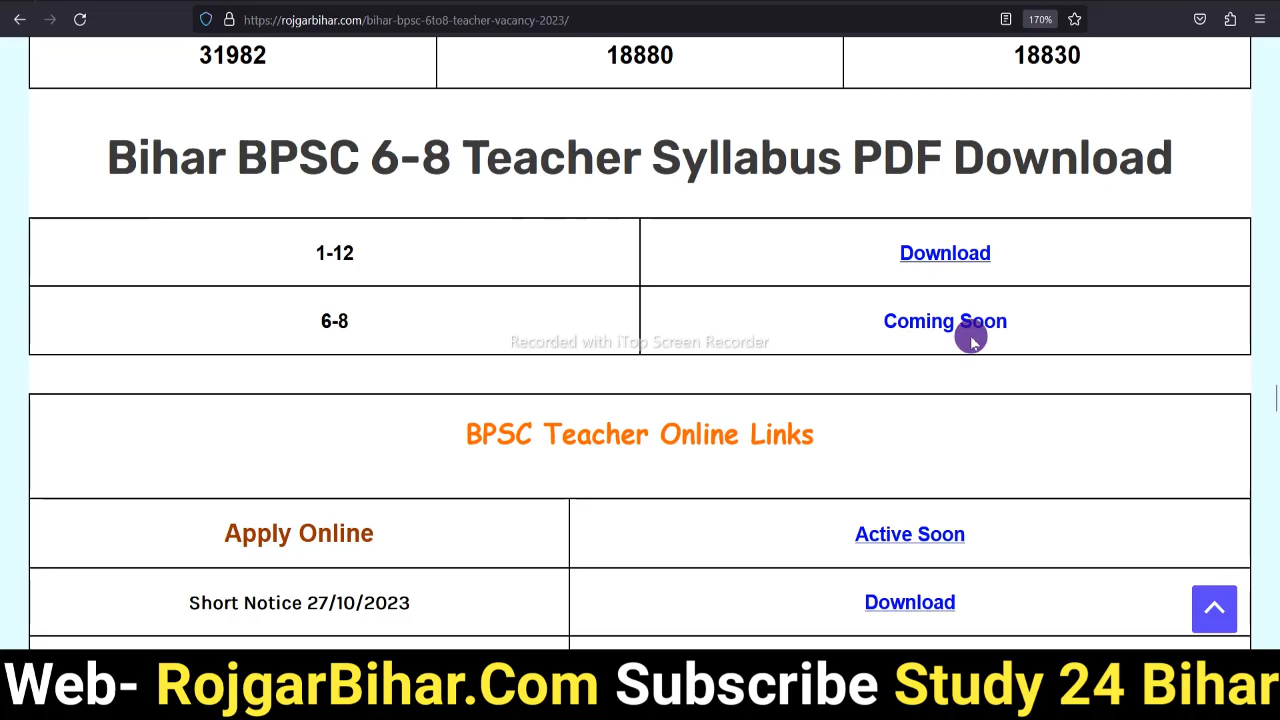 https://rojgarbihar.com/bihar-bpsc-6to8-teacher-vacancy-2023/ 170%
31982 18880 18830
Bihar BPSC 6-8 Teacher Syllabus PDF Download
1-12 Download
6-8 Coming Soon
Recorded with iTop Screen Recorder
BPSC Teacher Online Links
Apply Online Active Soon
Short Notice 27/10/2023 Download
Web- RojgarBihar.Com Subscribe Study 24 Bihar